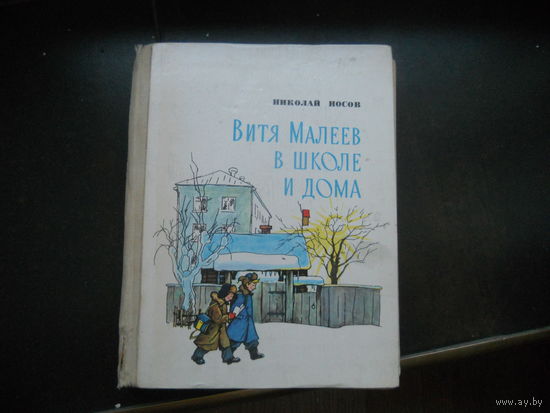 НИКОЛАЙ НОСОВ
ВИТЯ МАЛЕЕВ
В ШКОЛЕ
И ДОМА
www.ay.by